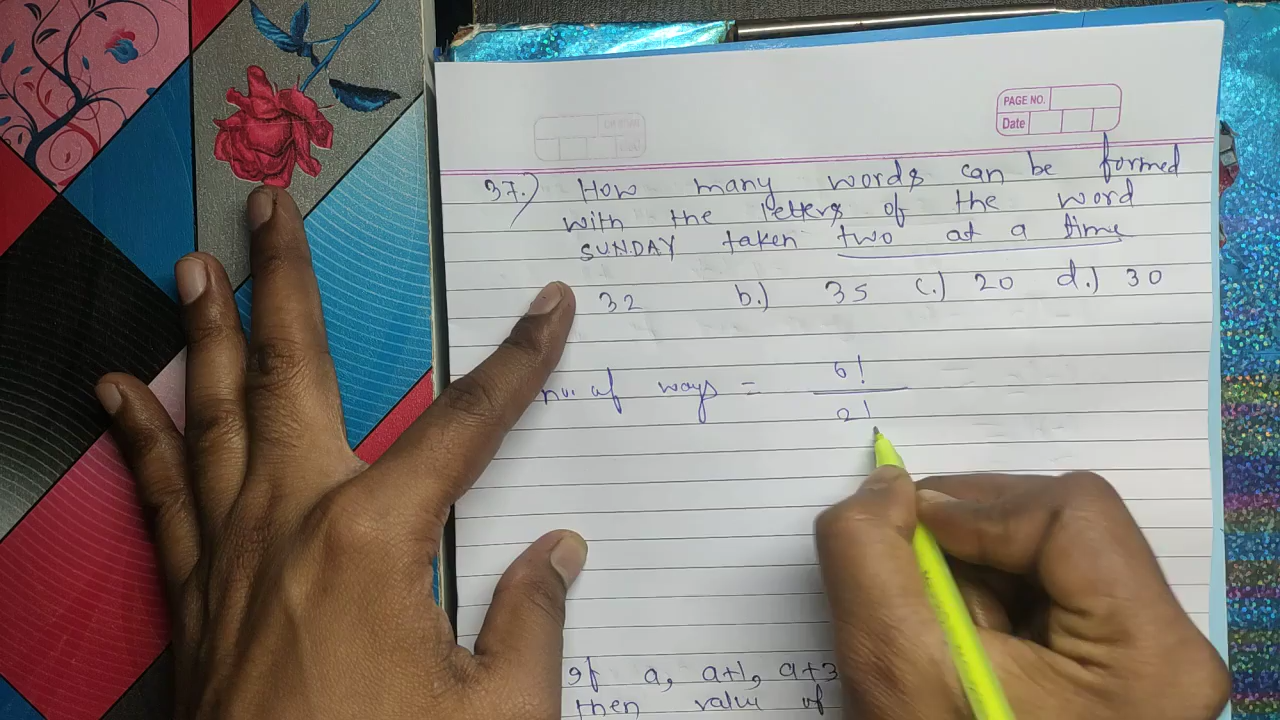 PAGE NO.
Date
37.) How many words can be formed
with the letters of the word
SUNDAY taken two at a time
32 b.) 35 c.) 20 d.) 30
no. of ways = 6!
2!
If a, a+1, a+3
then value of